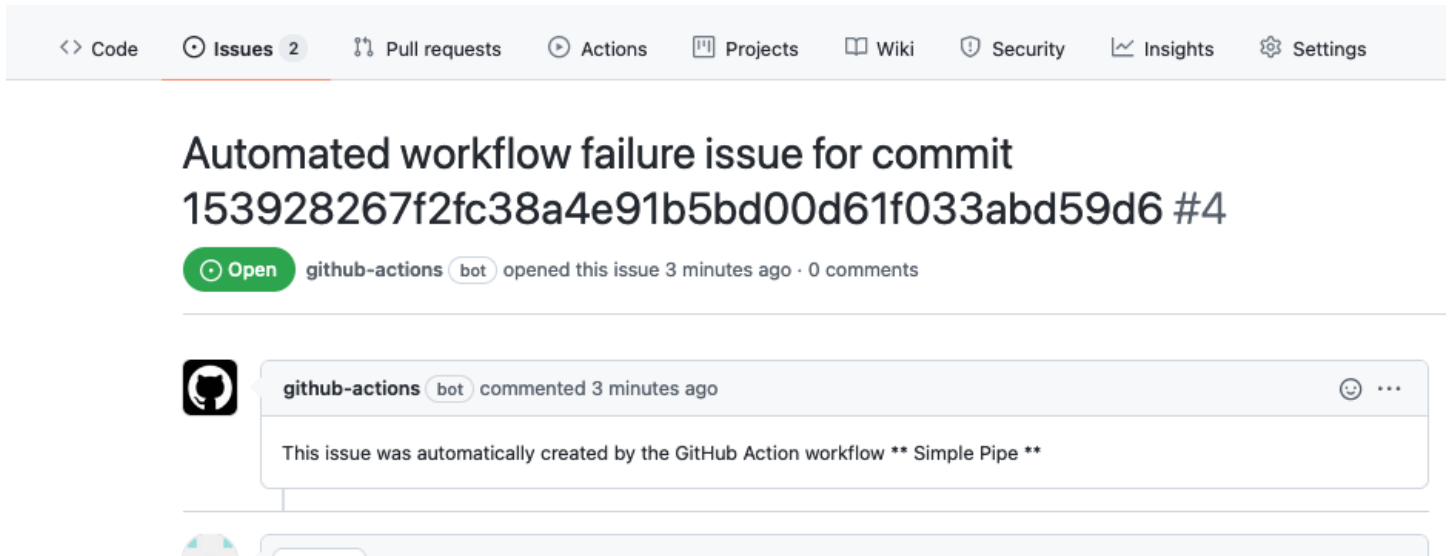 Code Issues 2 Pull requests Actions Projects Wiki Security Insights Settings
Automated workflow failure issue for commit
153928267f2fc38a4e91b5bd00d61f033abd59d6 #4
Open github-actions bot opened this issue 3 minutes ago · 0 comments
github-actions bot commented 3 minutes ago
This issue was automatically created by the GitHub Action workflow ** Simple Pipe **